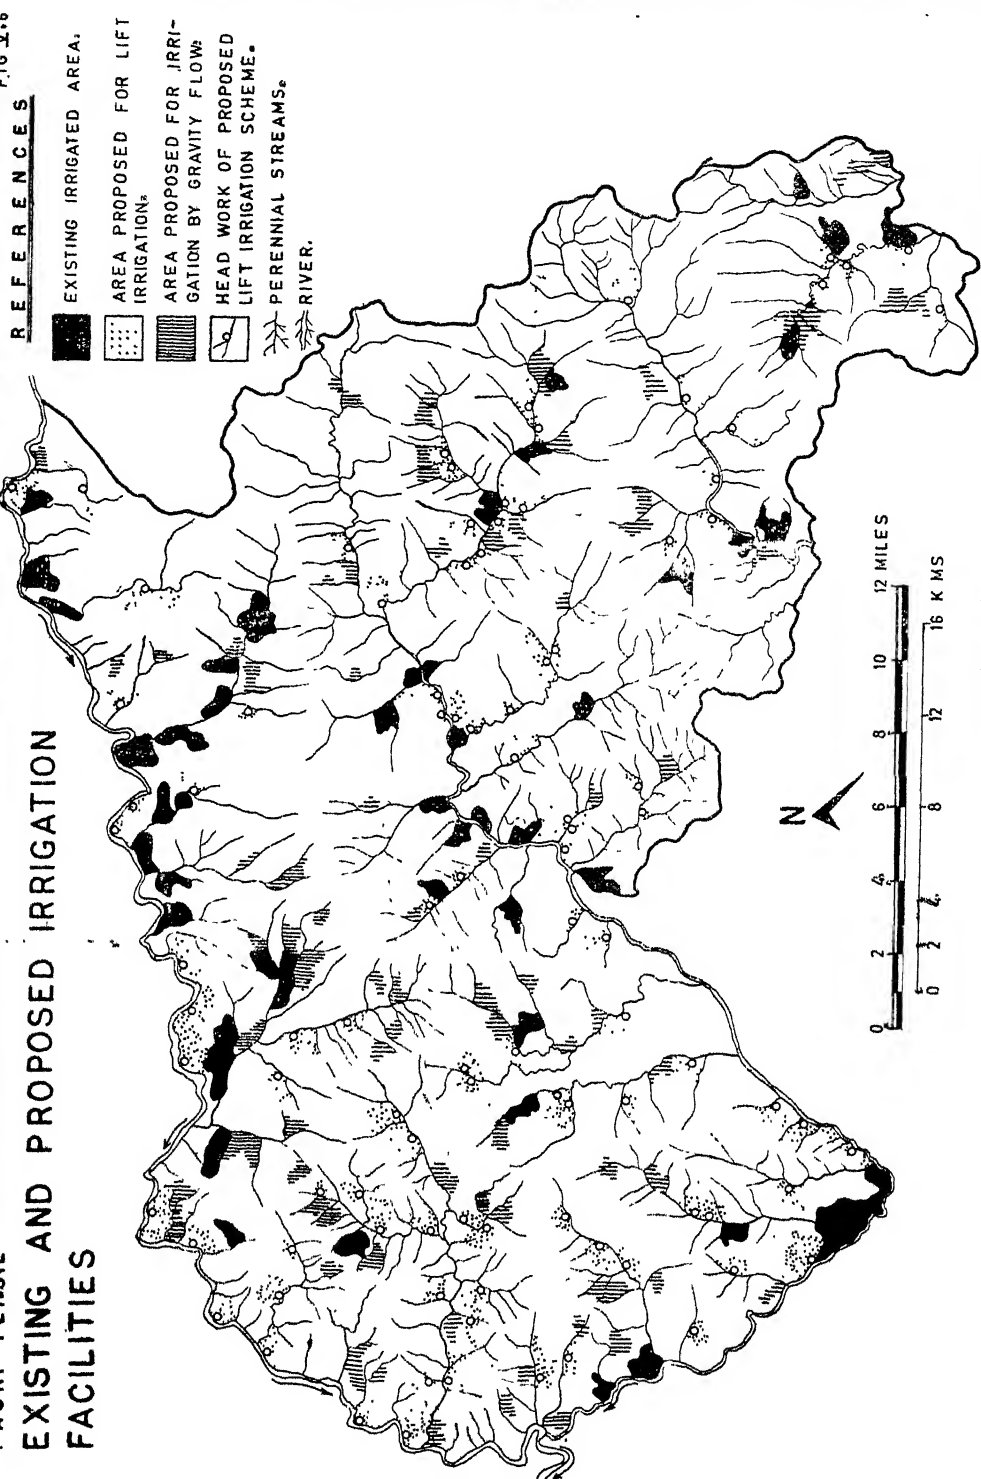 EXISTING AND PROPOSED IRRIGATION
FACILITIES
REFERENCES
EXISTING IRRIGATED AREA.
AREA PROPOSED FOR LIFT
IRRIGATION.
AREA PROPOSED FOR IRRI-
GATION BY GRAVITY FLOW.
HEAD WORK OF PROPOSED
LIFT IRRIGATION SCHEME.
PERENNIAL STREAMS.
RIVER.
N
0 2 4 6 8 10 12 MILES
0 2 4 8 12 16 KMS